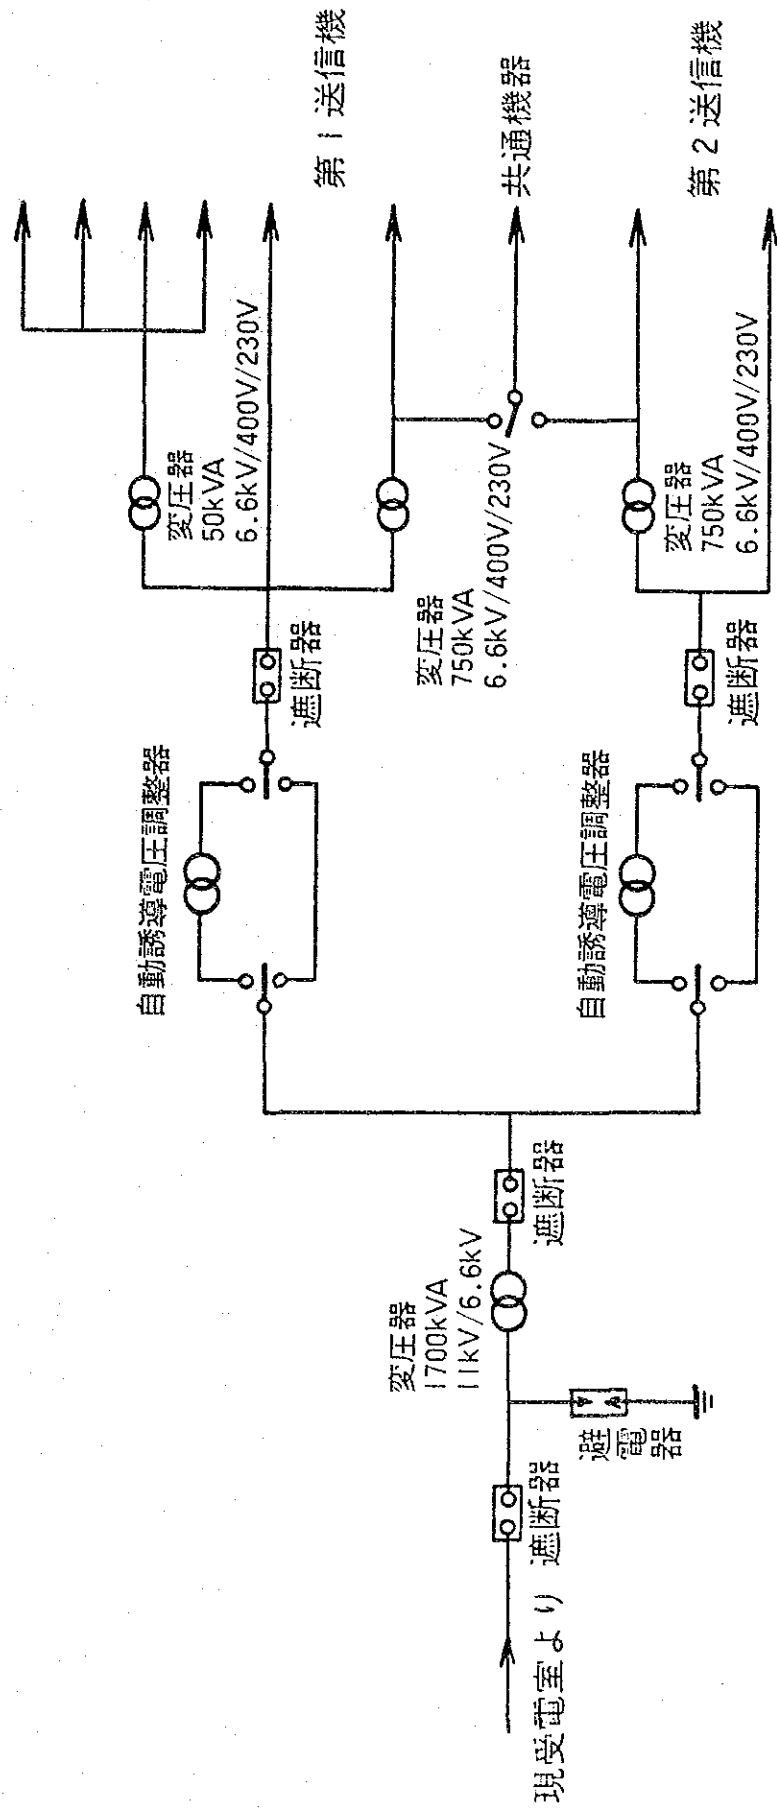 現受電室より
遮断器
避
電
器
変圧器
1700kVA
11kV/6.6kV
遮断器
自動誘導電圧調整器
遮断器
変圧器
50kVA
6.6kV/400V/230V
変圧器
750kVA
6.6kV/400V/230V
第1送信機
共通機器
自動誘導電圧調整器
遮断器
変圧器
750kVA
6.6kV/400V/230V
第2送信機